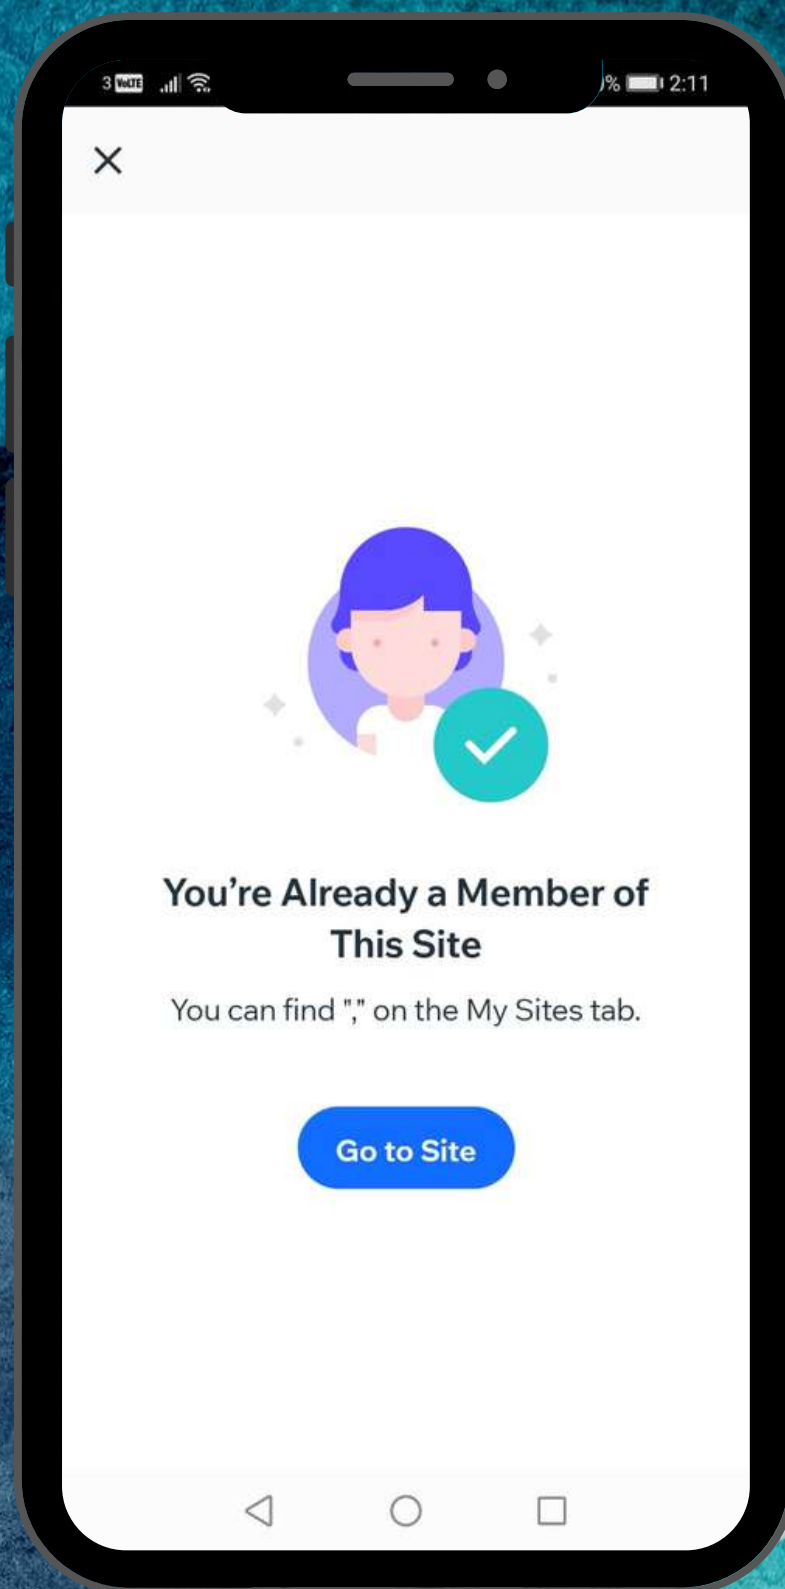 3 VoLTE % 2:11
You're Already a Member of
This Site
You can find "," on the My Sites tab.
Go to Site